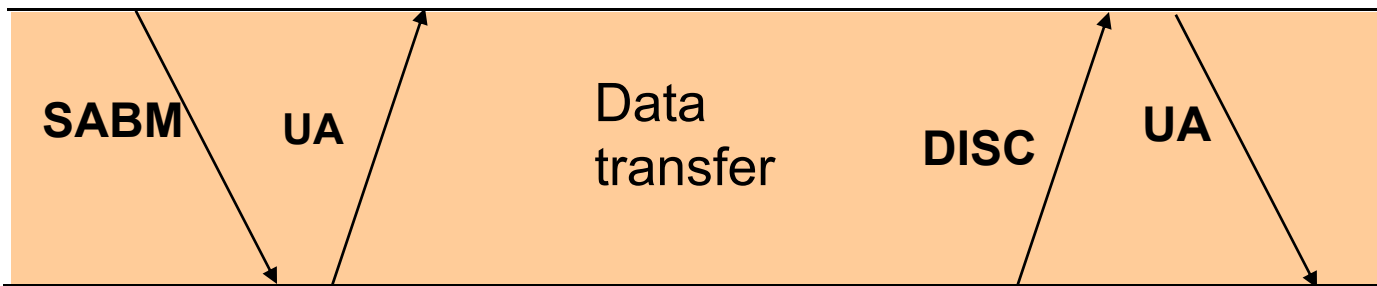 SABM
UA
Data
transfer
DISC
UA